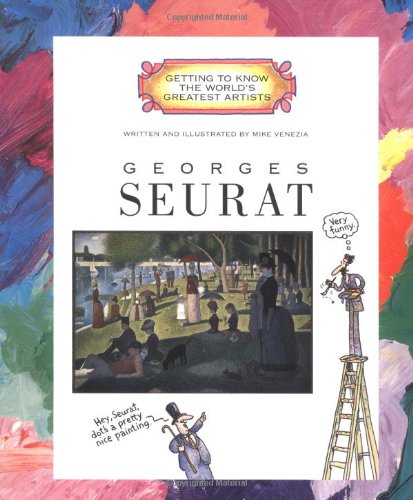 Copyrighted Material
GETTING TO KNOW
THE WORLD'S
GREATEST ARTISTS
WRITTEN AND ILLUSTRATED BY MIKE VENEZIA
GEORGES
SEURAT
Very
funny.
Hey, Seurat,
dot's a pretty
nice painting.
Copyrighted Material